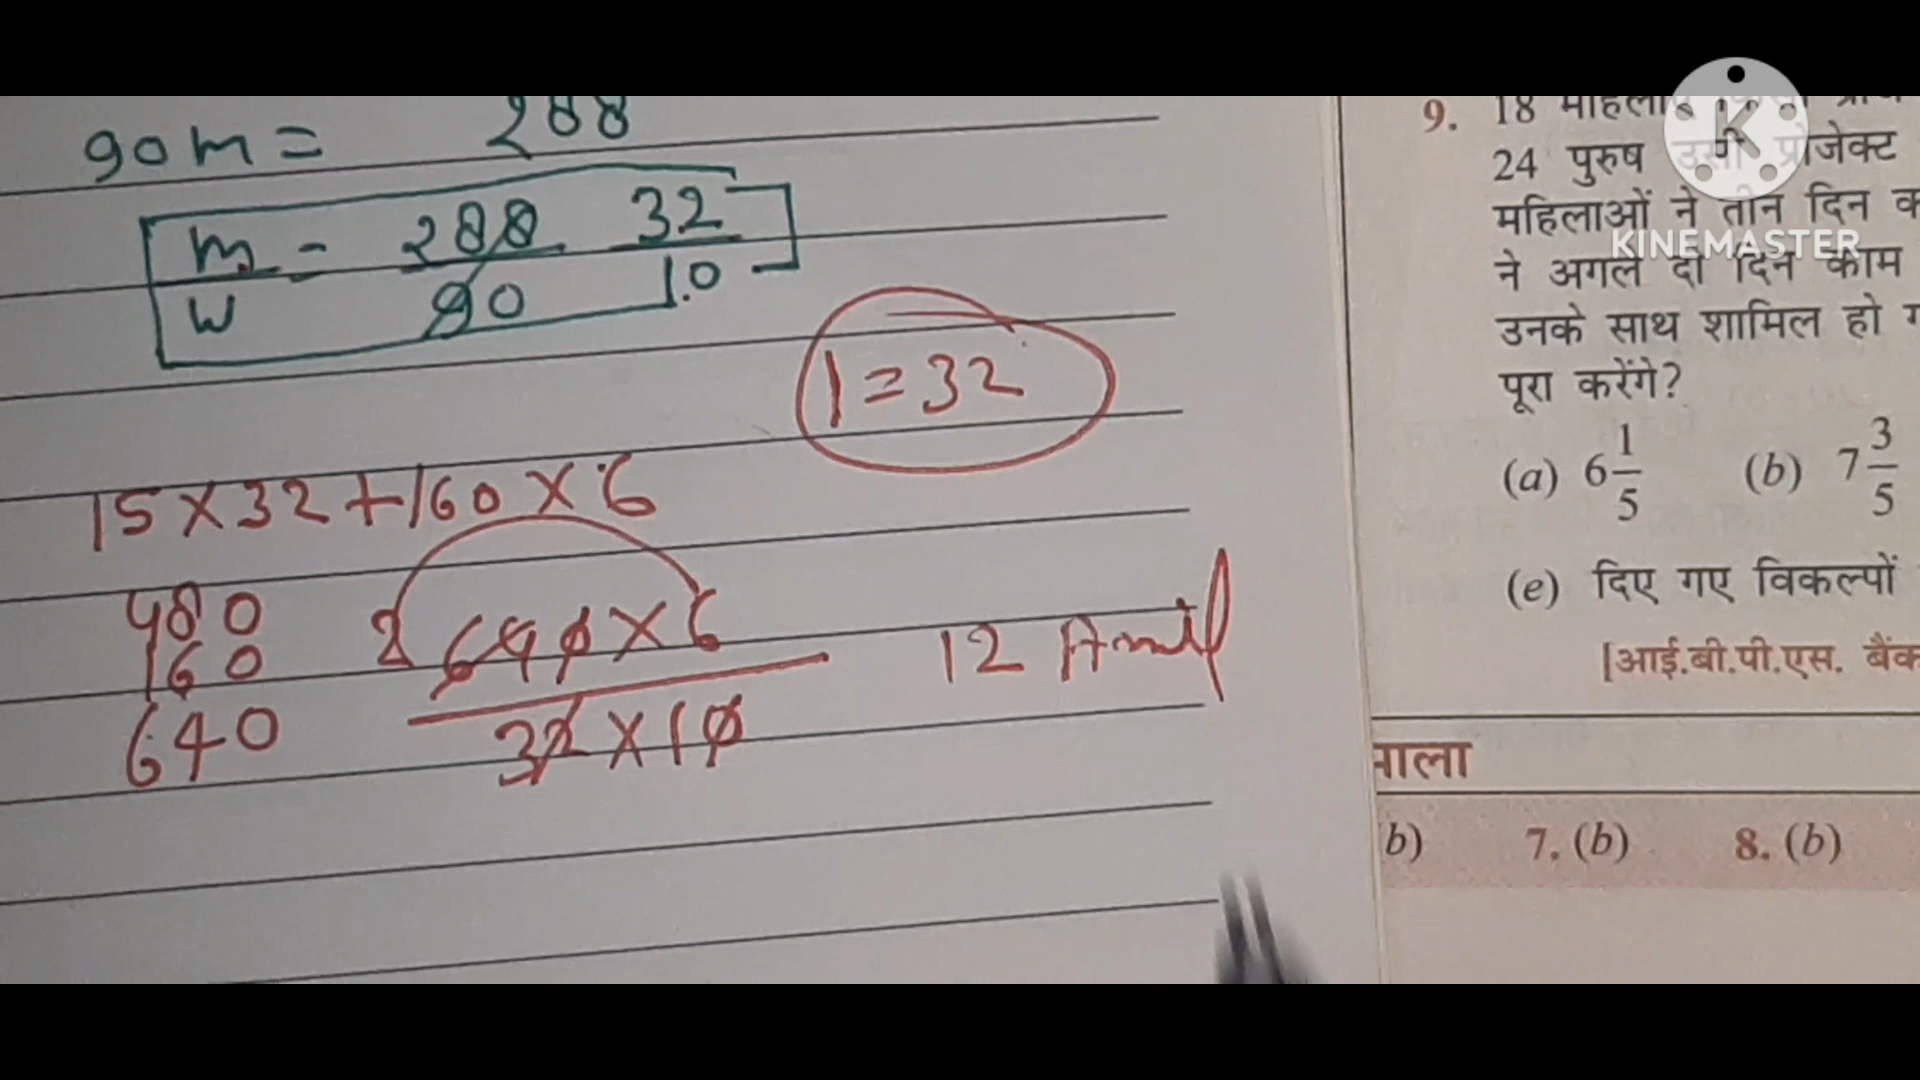 90m = 288
m = 288 32
w 90 10
1 = 32
15 × 32 + 160 × 6
480
160
640
2 640 × 6
32 × 10
12
9. 18
24 पुरुष उसी प्रोजेक्ट
महिलाओं ने तीन दिन
ने अगले दो दिन काम
उनके साथ शामिल हो
पूरा करेंगे?
(a) 6 1/5 (b) 7 3/5
(e) दिए गए विकल्पों
[आई.बी.पी.एस. बैंक
माला
b) 7. (b) 8. (b)
KINEMASTER